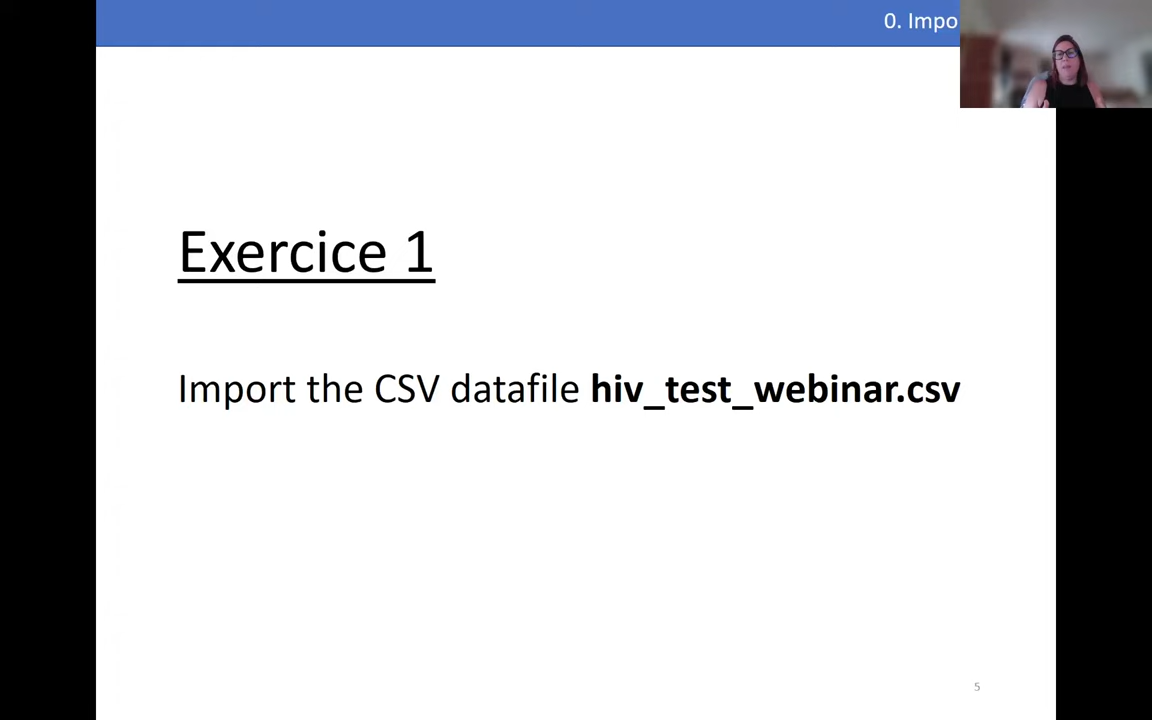 0. Impo
Exercice 1
Import the CSV datafile hiv_test_webinar.csv
5